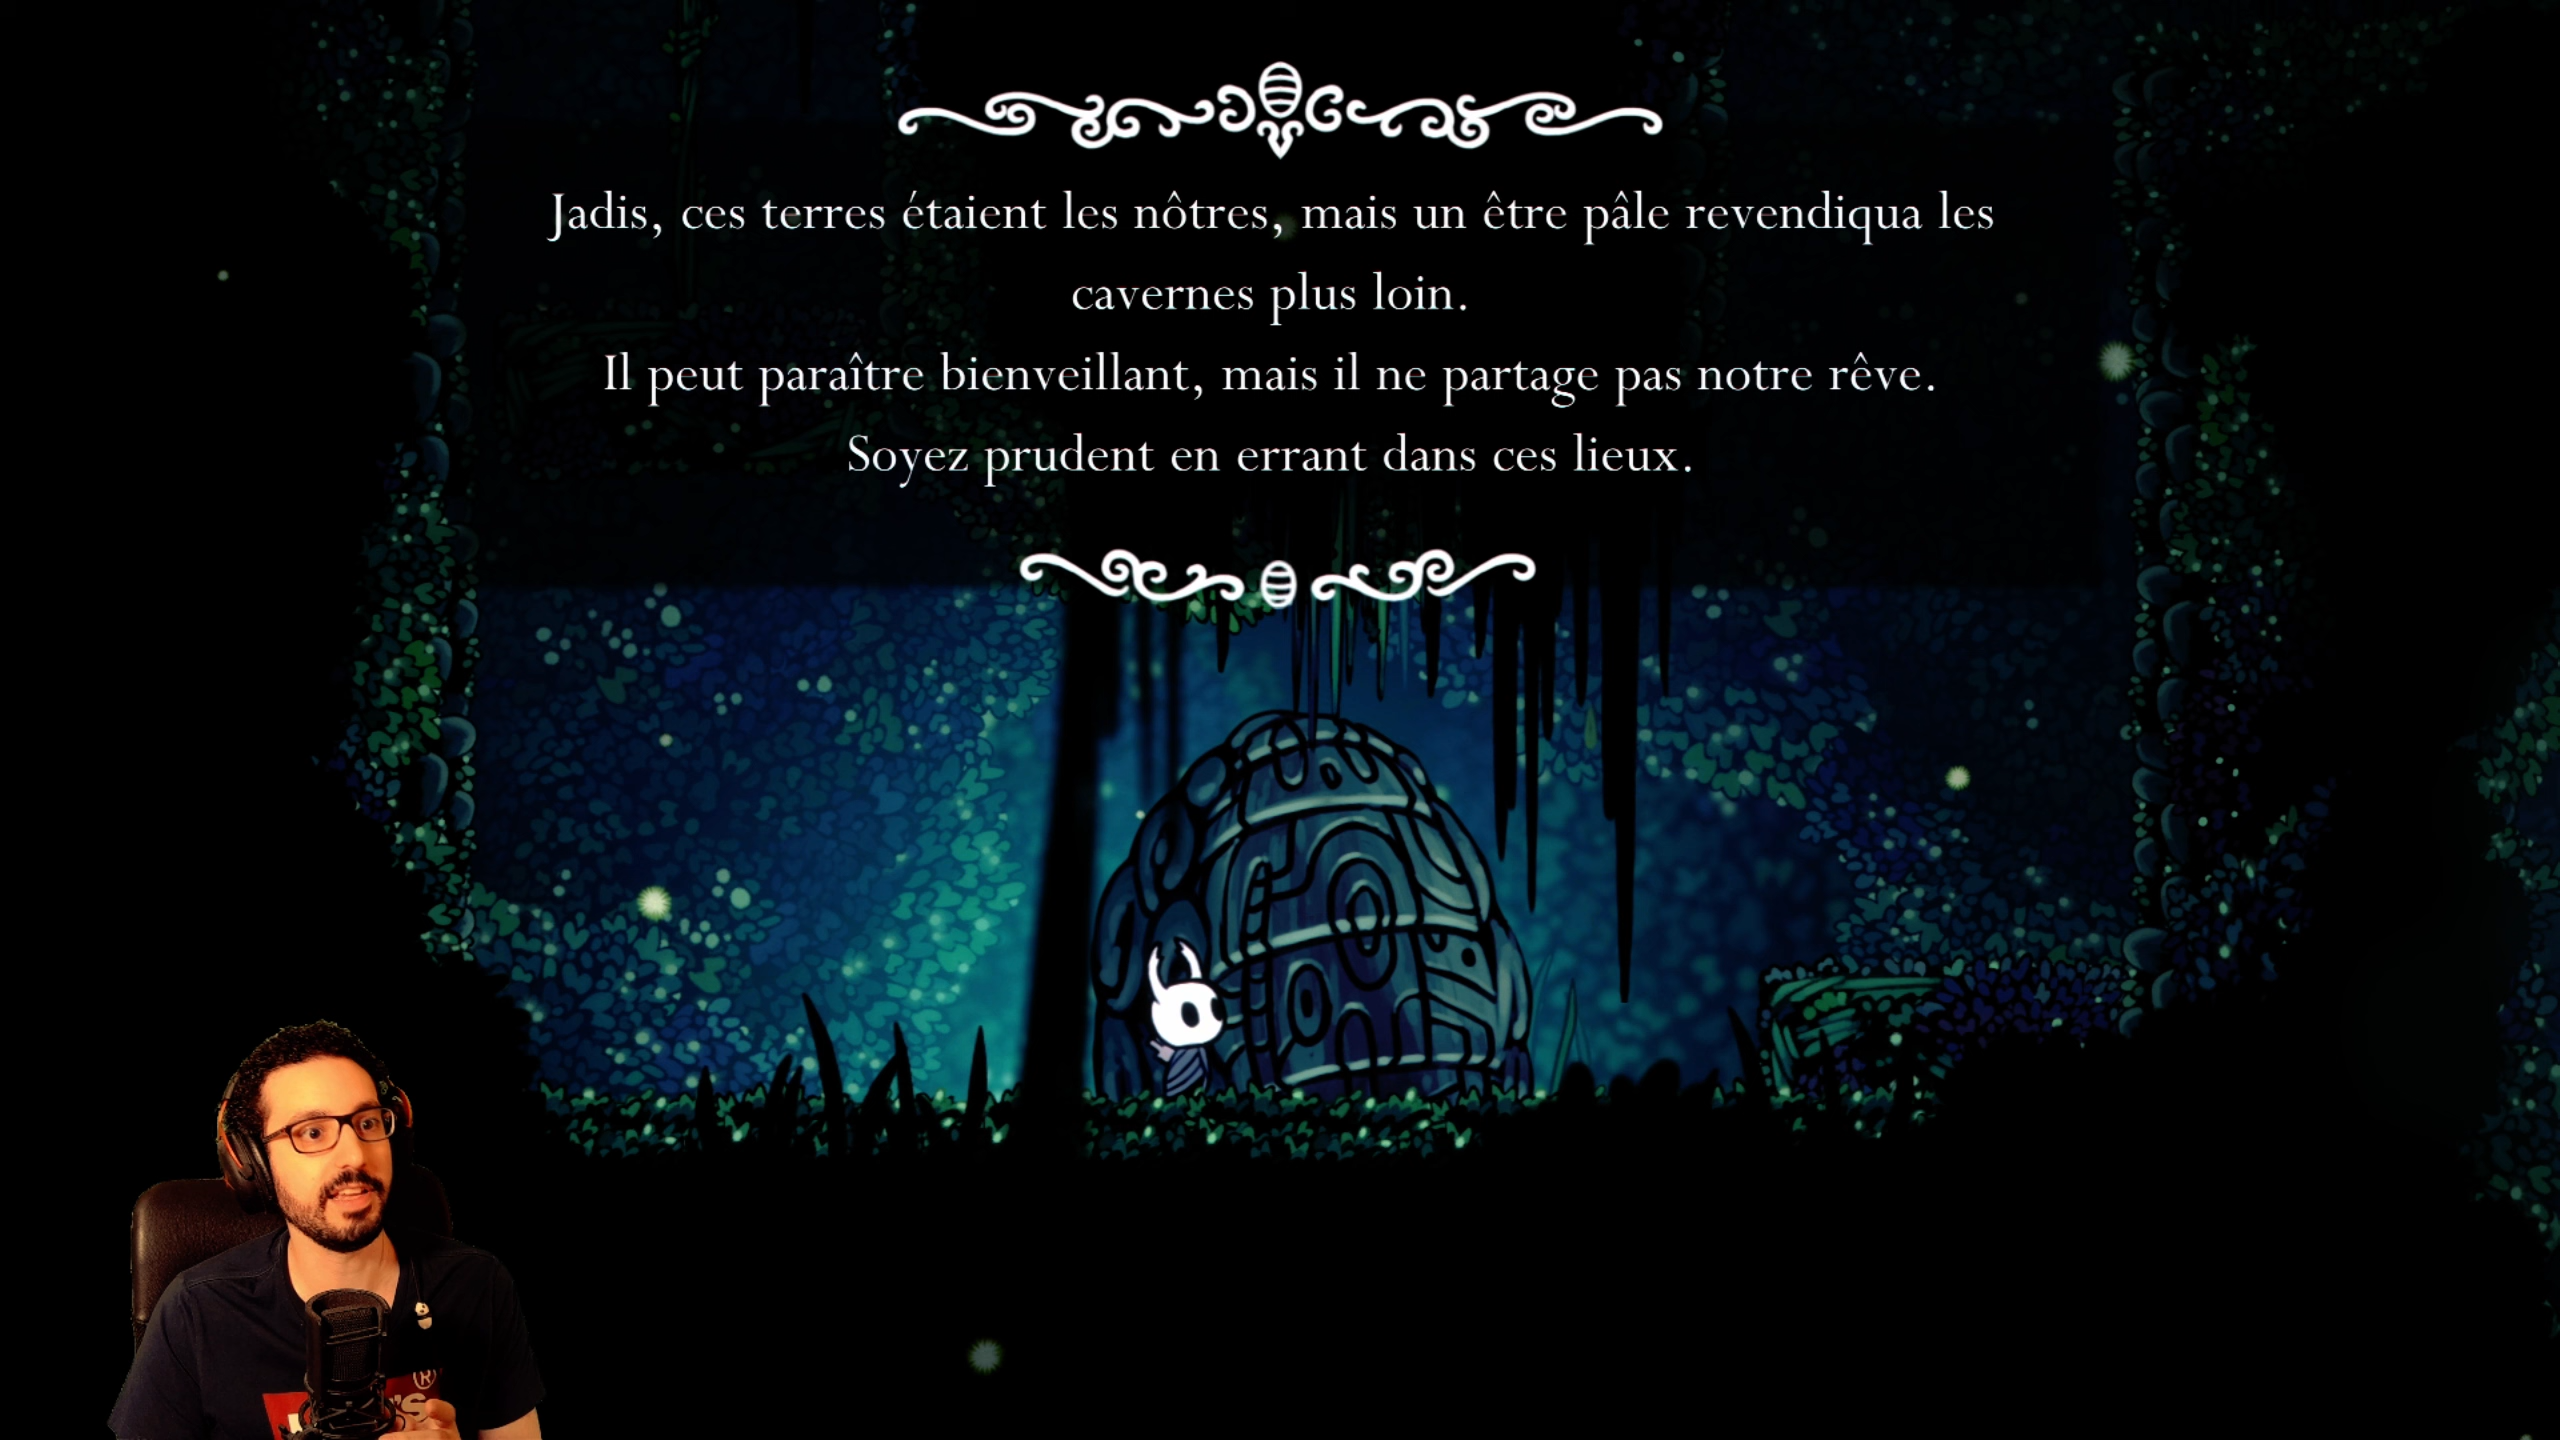 Jadis, ces terres étaient les nôtres, mais un être pâle revendiqua les
cavernes plus loin.
Il peut paraître bienveillant, mais il ne partage pas notre rêve.
Soyez prudent en errant dans ces lieux.